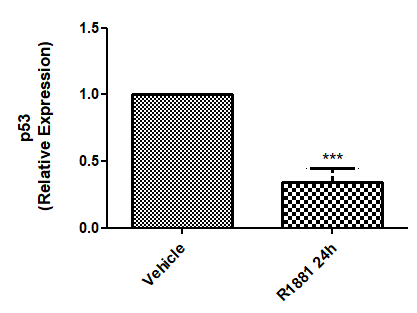 p53
(Relative Expression)
1.5
1.0
0.5
0.0
***
Vehicle
R1881 24h